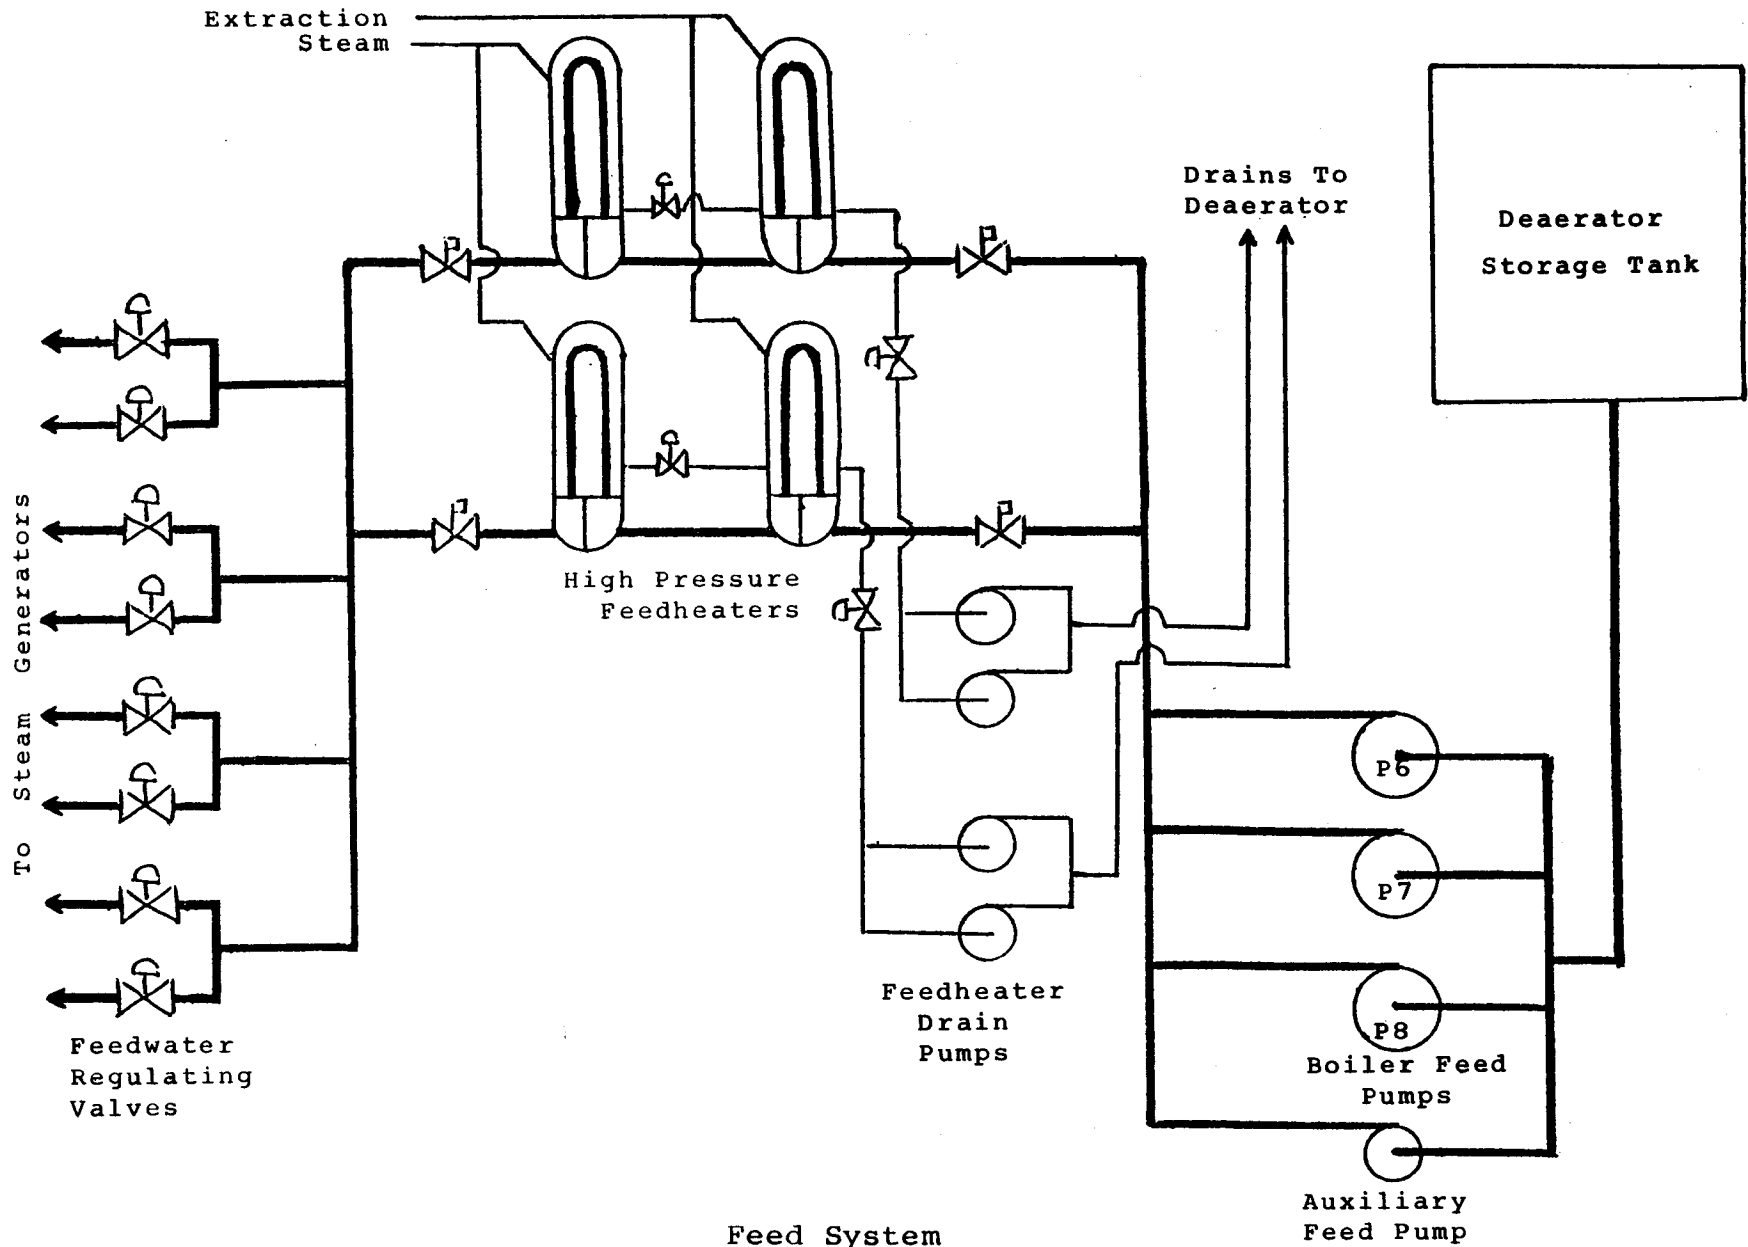 Extraction
Steam
Drains To
Deaerator
Deaerator
Storage Tank
To Steam Generators
High Pressure
Feedheaters
P6
P7
P8
Boiler Feed
Pumps
Feedheater
Drain
Pumps
Feedwater
Regulating
Valves
Auxiliary
Feed Pump
Feed System